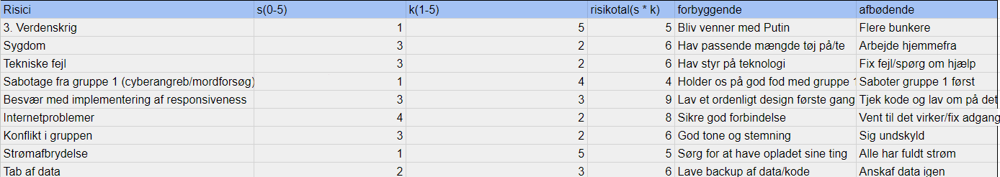 Risici s(0-5) k(1-5) risikotal(s * k) forbyggende afbødende
3. Verdenskrig 1 5 5 Bliv venner med Putin Flere bunkere
Sygdom 3 2 6 Hav passende mængde tøj på/te Arbejde hjemmefra
Tekniske fejl 3 2 6 Hav styr på teknologi Fix fejl/spørg om hjælp
Sabotage fra gruppe 1 (cyberangreb/mordforsøg) 1 4 4 Holder os på god fod med gruppe 1 Saboter gruppe 1 først
Besvær med implementering af responsiveness 3 3 9 Lav et ordenligt design første gang Tjek kode og lav om på det
Internetproblemer 4 2 8 Sikre god forbindelse Vent til det virker/fix adgang
Konflikt i gruppen 3 2 6 God tone og stemning Sig undskyld
Strømafbrydelse 1 5 5 Sørg for at have opladet sine ting Alle har fuldt strøm
Tab af data 2 3 6 Lave backup af data/kode Anskaf data igen